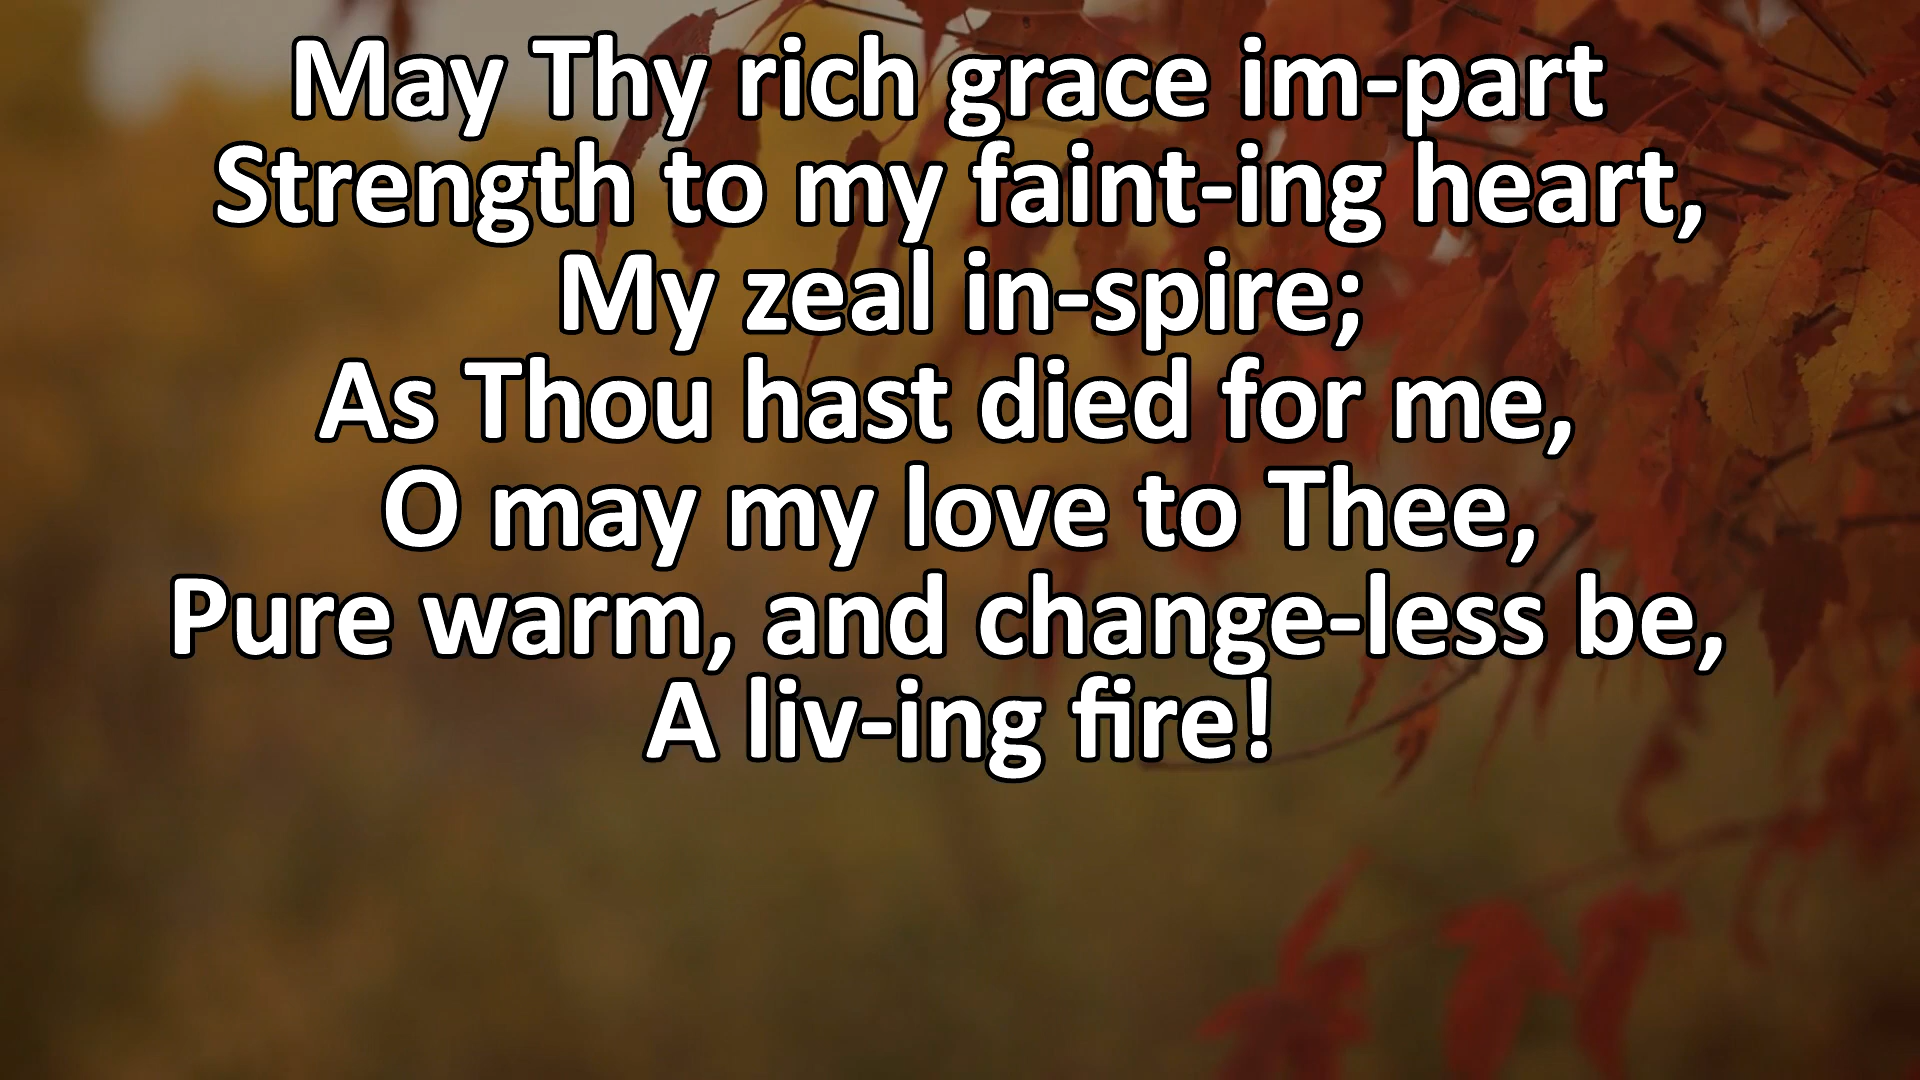 May Thy rich grace im-part
Strength to my faint-ing heart,
My zeal in-spire;
As Thou hast died for me,
O may my love to Thee,
Pure warm, and change-less be,
A liv-ing fire!